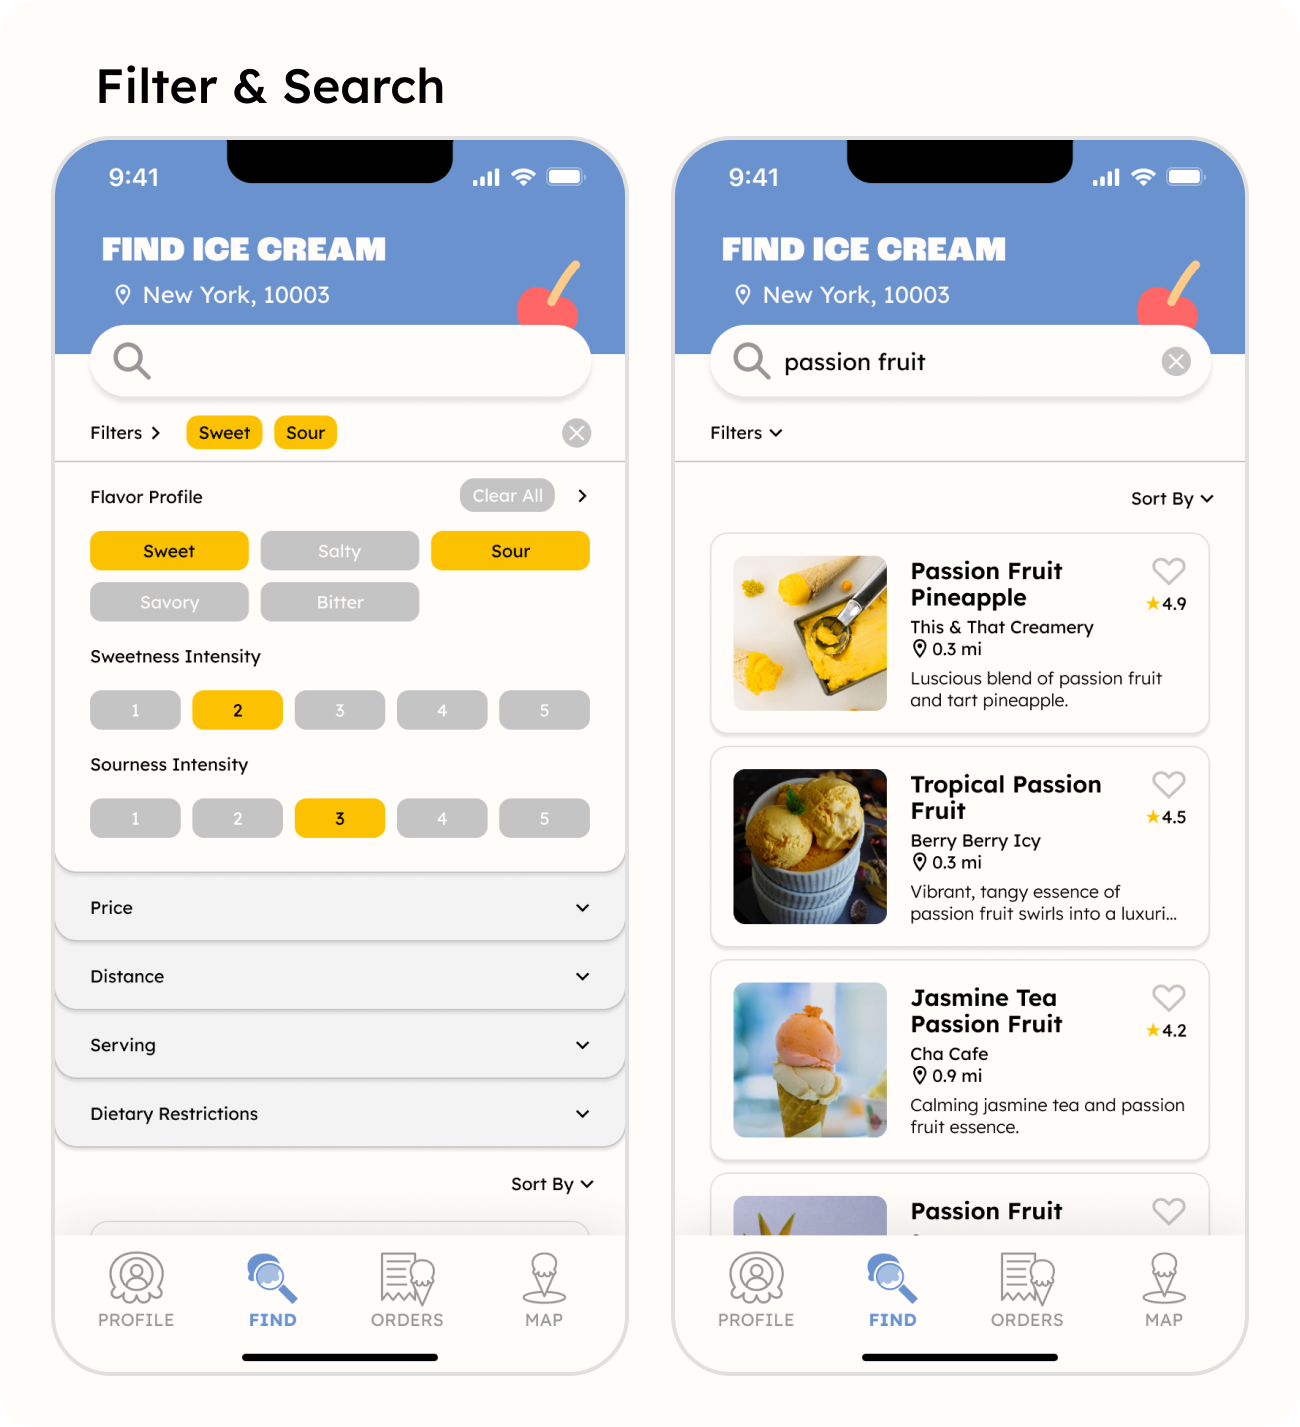 Filter & Search
9:41
FIND ICE CREAM
New York, 10003
Filters
Sweet
Sour
Flavor Profile
Clear All
Sweet
Salty
Sour
Savory
Bitter
Sweetness Intensity
1
2
3
4
5
Sourness Intensity
1
2
3
4
5
Price
Distance
Serving
Dietary Restrictions
Sort By
PROFILE
FIND
ORDERS
MAP
9:41
FIND ICE CREAM
New York, 10003
passion fruit
Filters
Sort By
Passion Fruit
Pineapple
4.9
This & That Creamery
0.3 mi
Luscious blend of passion fruit
and tart pineapple.
Tropical Passion
Fruit
4.5
Berry Berry Icy
0.3 mi
Vibrant, tangy essence of
passion fruit swirls into a luxuri...
Jasmine Tea
Passion Fruit
4.2
Cha Cafe
0.9 mi
Calming jasmine tea and passion
fruit essence.
Passion Fruit
PROFILE
FIND
ORDERS
MAP